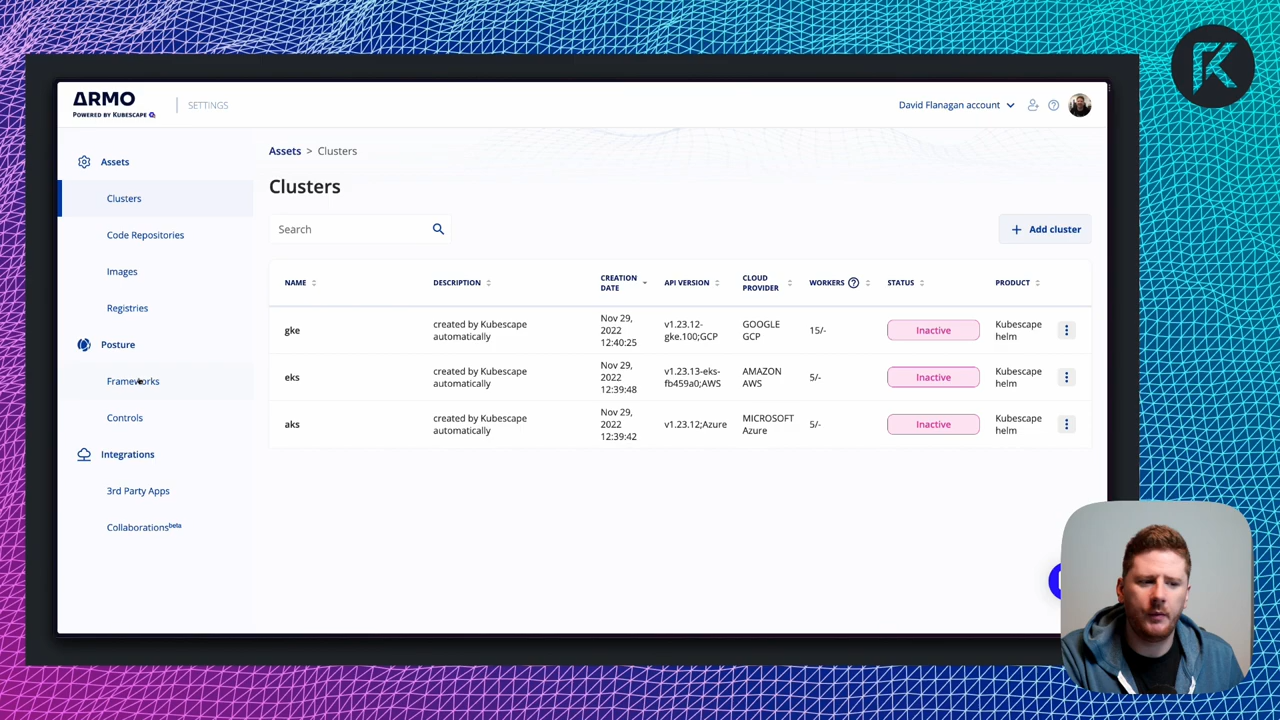 ARMO
POWERED BY KUBESCAPE
SETTINGS
David Flanagan account
Assets
Clusters
Code Repositories
Images
Registries
Posture
Frameworks
Controls
Integrations
3rd Party Apps
Collaborations beta
Assets > Clusters
Clusters
Search
+ Add cluster
NAME DESCRIPTION CREATION DATE API VERSION CLOUD PROVIDER WORKERS ? STATUS PRODUCT
gke created by Kubescape automatically Nov 29, 2022 12:40:25 v1.23.12-gke.100;GCP GOOGLE GCP 15/- Inactive Kubescape helm
eks created by Kubescape automatically Nov 29, 2022 12:39:48 v1.23.13-eks-fb459a0;AWS AMAZON AWS 5/- Inactive Kubescape helm
aks created by Kubescape automatically Nov 29, 2022 12:39:42 v1.23.12;Azure MICROSOFT Azure 5/- Inactive Kubescape helm